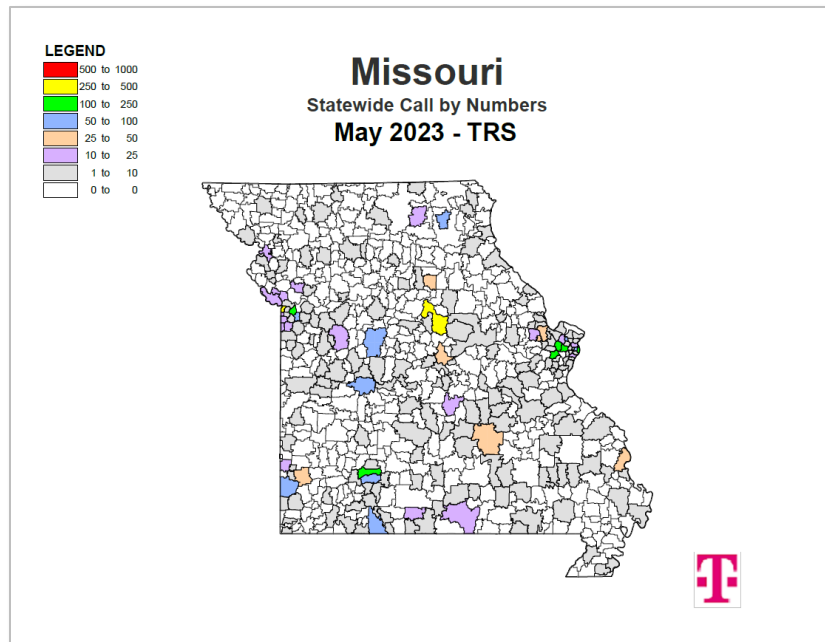 LEGEND
500 to 1000
250 to 500
100 to 250
50 to 100
25 to 50
10 to 25
1 to 10
0 to 0
Missouri
Statewide Call by Numbers
May 2023 - TRS
T